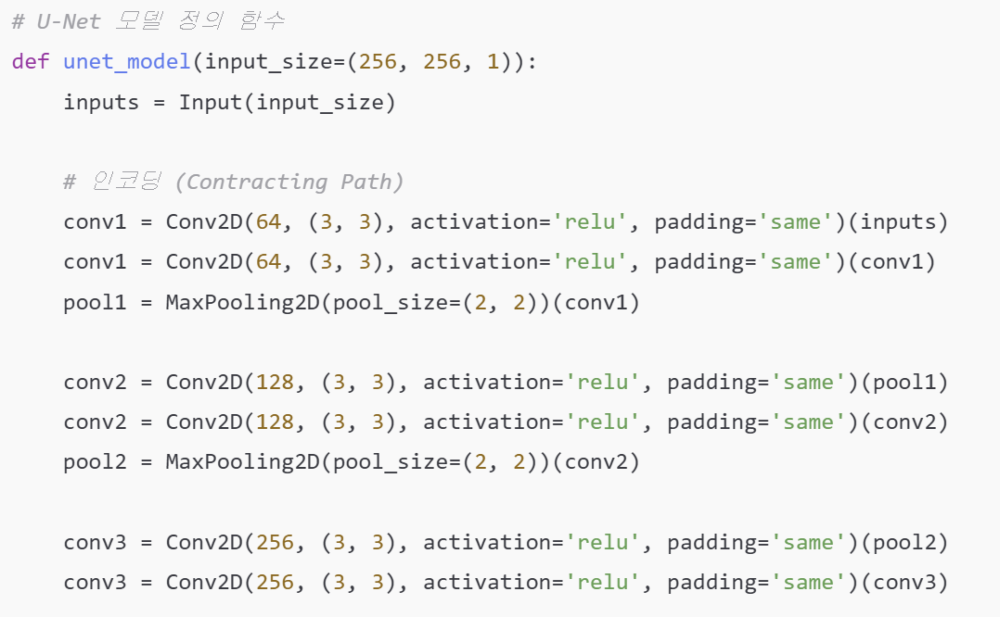 # U-Net 모델 정의 함수
def unet_model(input_size=(256, 256, 1)):
    inputs = Input(input_size)
    # 인코딩 (Contracting Path)
    conv1 = Conv2D(64, (3, 3), activation='relu', padding='same')(inputs)
    conv1 = Conv2D(64, (3, 3), activation='relu', padding='same')(conv1)
    pool1 = MaxPooling2D(pool_size=(2, 2))(conv1)
    conv2 = Conv2D(128, (3, 3), activation='relu', padding='same')(pool1)
    conv2 = Conv2D(128, (3, 3), activation='relu', padding='same')(conv2)
    pool2 = MaxPooling2D(pool_size=(2, 2))(conv2)
    conv3 = Conv2D(256, (3, 3), activation='relu', padding='same')(pool2)
    conv3 = Conv2D(256, (3, 3), activation='relu', padding='same')(conv3)